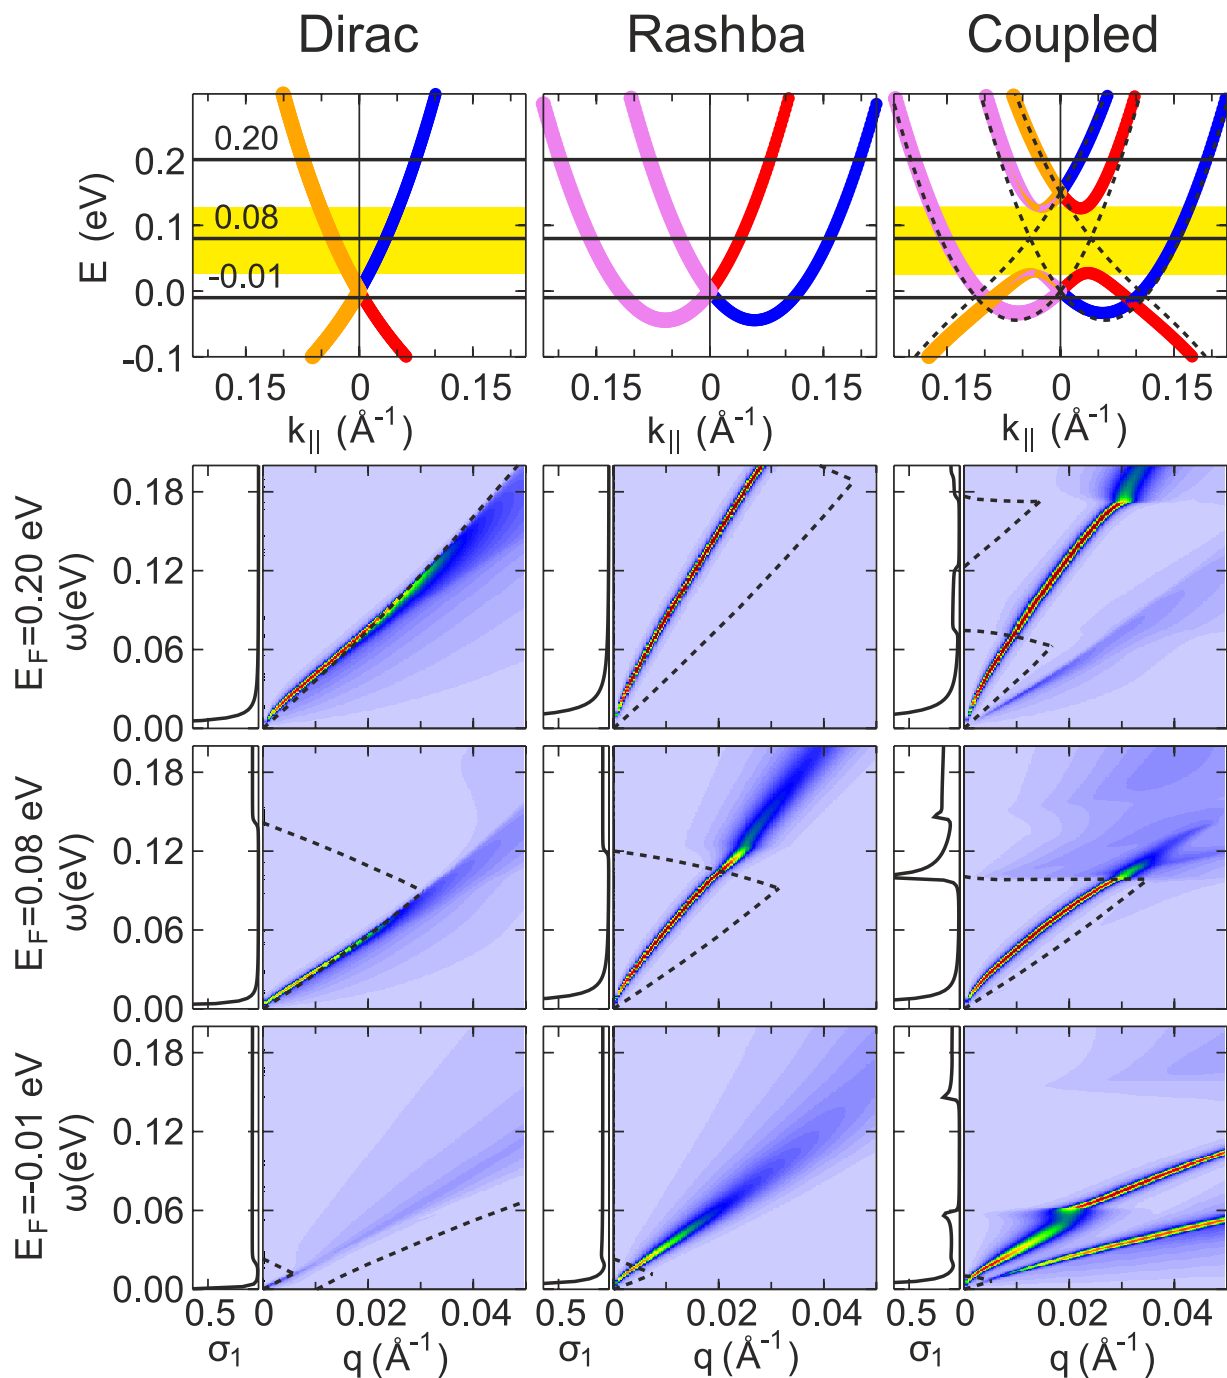 Dirac Rashba Coupled
E (eV)
0.2
0.1
0.0
-0.1
0.20
0.08
-0.01
0.15 0 0.15 0.15 0 0.15 0.15 0 0.15
k|| (Å-1) k|| (Å-1) k|| (Å-1)
EF=0.20 eV
ω(eV)
0.18
0.12
0.06
0.00
EF=0.08 eV
ω(eV)
0.18
0.12
0.06
0.00
EF=-0.01 eV
ω(eV)
0.18
0.12
0.06
0.00
0.5 0 0.02 0.04 0.5 0 0.02 0.04 0.5 0 0.02 0.04
σ1 q (Å-1) σ1 q (Å-1) σ1 q (Å-1)